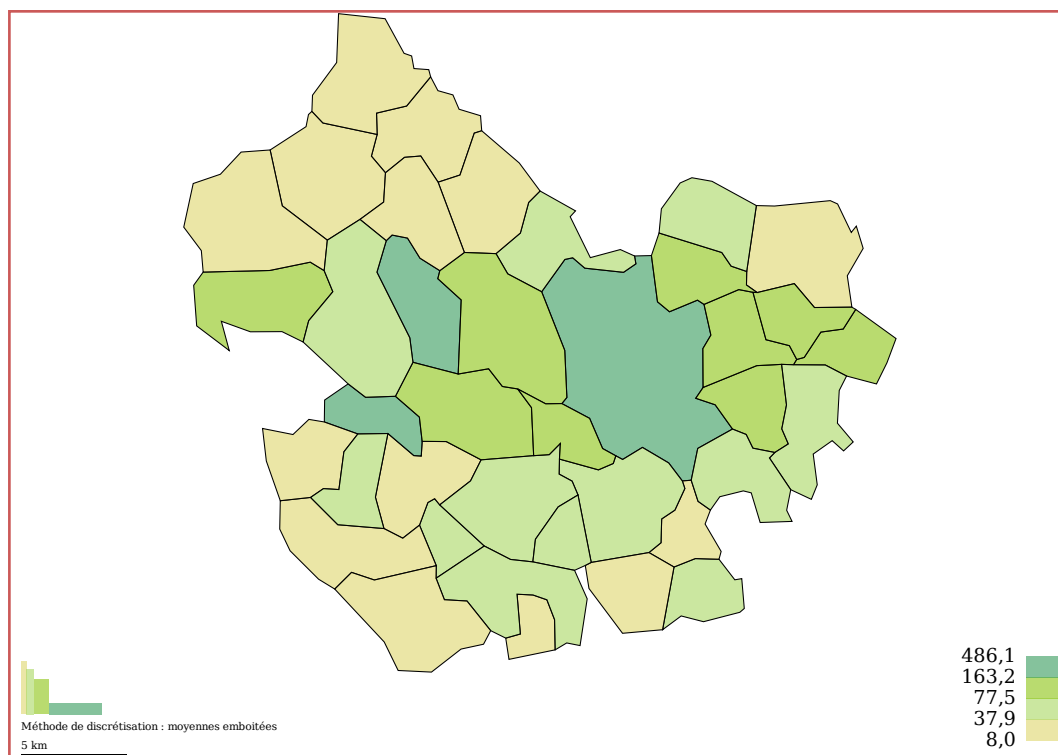 486,1
163,2
77,5
37,9
8,0
Méthode de discrétisation : moyennes emboitées
5 km